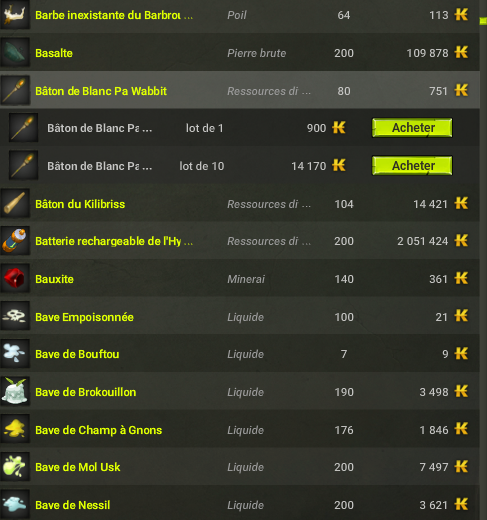 Barbe inexistante du Barbrou ... Poil 64 113
Basalte Pierre brute 200 109 878
Bâton de Blanc Pa Wabbit Ressources di ... 80 751
Bâton de Blanc Pa ... lot de 1 900 Acheter
Bâton de Blanc Pa ... lot de 10 14 170 Acheter
Bâton du Kilibriss Ressources di ... 104 14 421
Batterie rechargeable de l'Hy ... Ressources di ... 200 2 051 424
Bauxite Minerai 140 361
Bave Empoisonnée Liquide 100 21
Bave de Bouftou Liquide 7 9
Bave de Brokouillon Liquide 190 3 498
Bave de Champ à Gnons Liquide 176 1 846
Bave de Mol Usk Liquide 200 7 497
Bave de Nessil Liquide 200 3 621